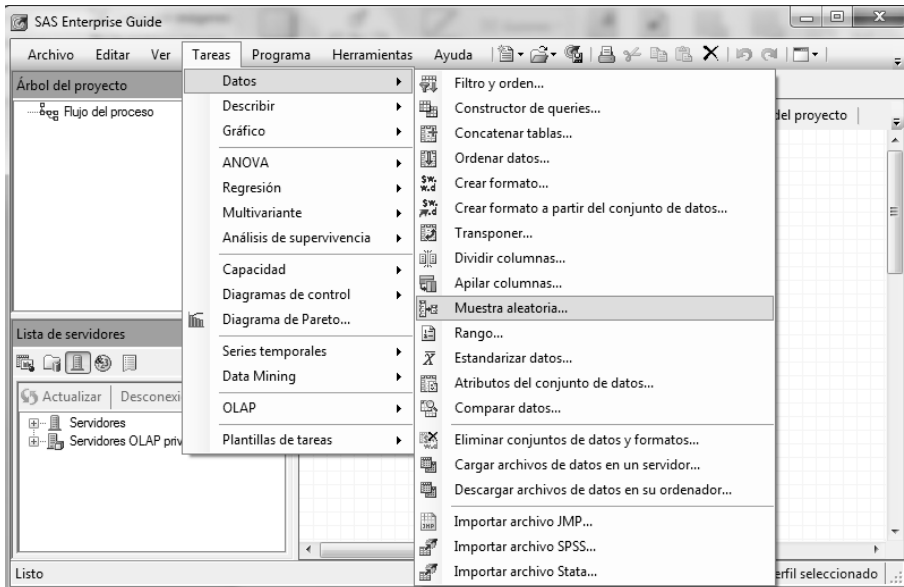 SAS Enterprise Guide
Archivo Editar Ver Tareas Programa Herramientas Ayuda
Árbol del proyecto
Flujo del proceso
Datos
Describir
Gráfico
ANOVA
Regresión
Multivariante
Análisis de supervivencia
Capacidad
Diagramas de control
Diagrama de Pareto...
Series temporales
Data Mining
OLAP
Plantillas de tareas
Filtro y orden...
Constructor de queries...
Concatenar tablas...
Ordenar datos...
Crear formato...
Crear formato a partir del conjunto de datos...
Transponer...
Dividir columnas...
Apilar columnas...
Muestra aleatoria...
Rango...
Estandarizar datos...
Atributos del conjunto de datos...
Comparar datos...
Eliminar conjuntos de datos y formatos...
Cargar archivos de datos en un servidor...
Descargar archivos de datos en su ordenador...
Importar archivo JMP...
Importar archivo SPSS...
Importar archivo Stata...
del proyecto
Lista de servidores
Actualizar Desconexi
Servidores
Servidores OLAP priv
Listo
erfil seleccionado